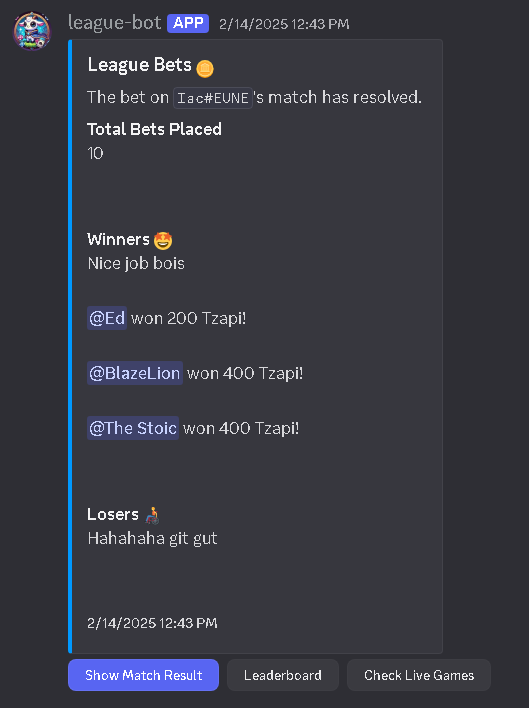 league-bot APP 2/14/2025 12:43 PM
League Bets
The bet on Iac#EUNE's match has resolved.
Total Bets Placed
10
Winners 🤩
Nice job bois
@Ed won 200 Tzapi!
@BlazeLion won 400 Tzapi!
@The Stoic won 400 Tzapi!
Losers
Hahahaha git gut
2/14/2025 12:43 PM
Show Match Result
Leaderboard
Check Live Games